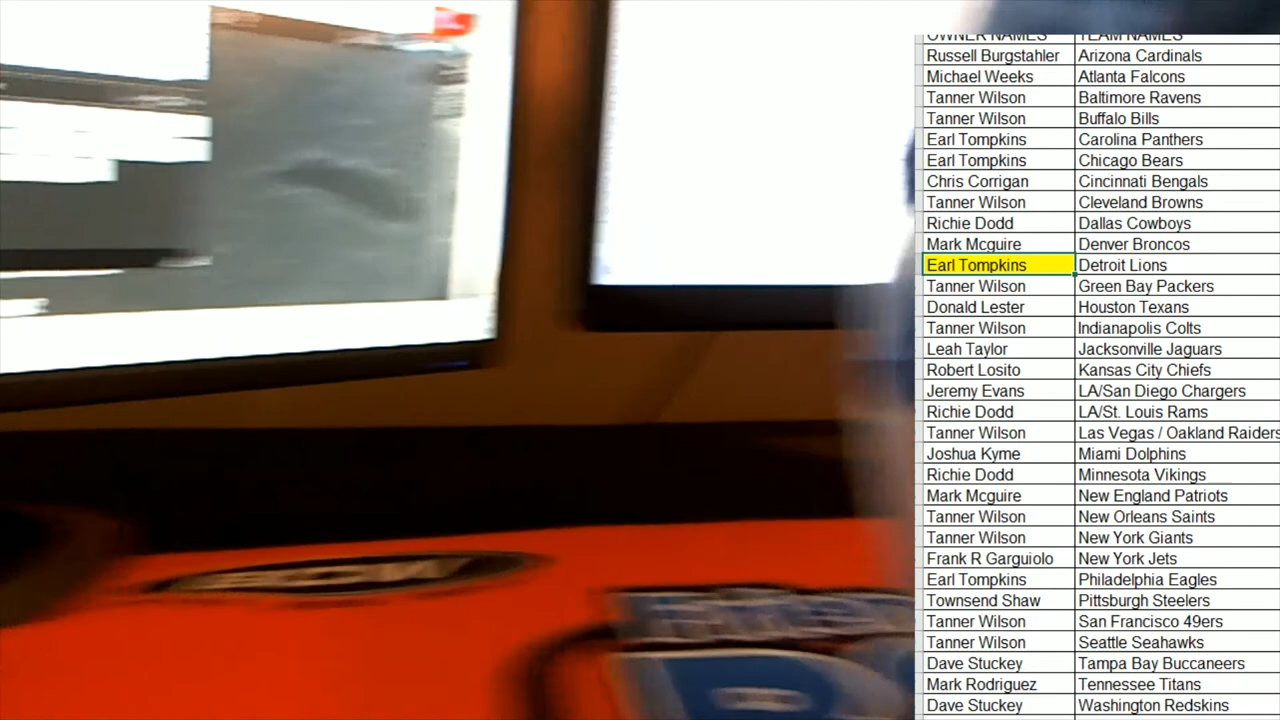 OWNER NAMES TEAM NAMES
Russell Burgstahler Arizona Cardinals
Michael Weeks Atlanta Falcons
Tanner Wilson Baltimore Ravens
Tanner Wilson Buffalo Bills
Earl Tompkins Carolina Panthers
Earl Tompkins Chicago Bears
Chris Corrigan Cincinnati Bengals
Tanner Wilson Cleveland Browns
Richie Dodd Dallas Cowboys
Mark Mcguire Denver Broncos
Earl Tompkins Detroit Lions
Tanner Wilson Green Bay Packers
Donald Lester Houston Texans
Tanner Wilson Indianapolis Colts
Leah Taylor Jacksonville Jaguars
Robert Losito Kansas City Chiefs
Jeremy Evans LA/San Diego Chargers
Richie Dodd LA/St. Louis Rams
Tanner Wilson Las Vegas / Oakland Raiders
Joshua Kyme Miami Dolphins
Richie Dodd Minnesota Vikings
Mark Mcguire New England Patriots
Tanner Wilson New Orleans Saints
Tanner Wilson New York Giants
Frank R Garguiolo New York Jets
Earl Tompkins Philadelphia Eagles
Townsend Shaw Pittsburgh Steelers
Tanner Wilson San Francisco 49ers
Tanner Wilson Seattle Seahawks
Dave Stuckey Tampa Bay Buccaneers
Mark Rodriguez Tennessee Titans
Dave Stuckey Washington Redskins